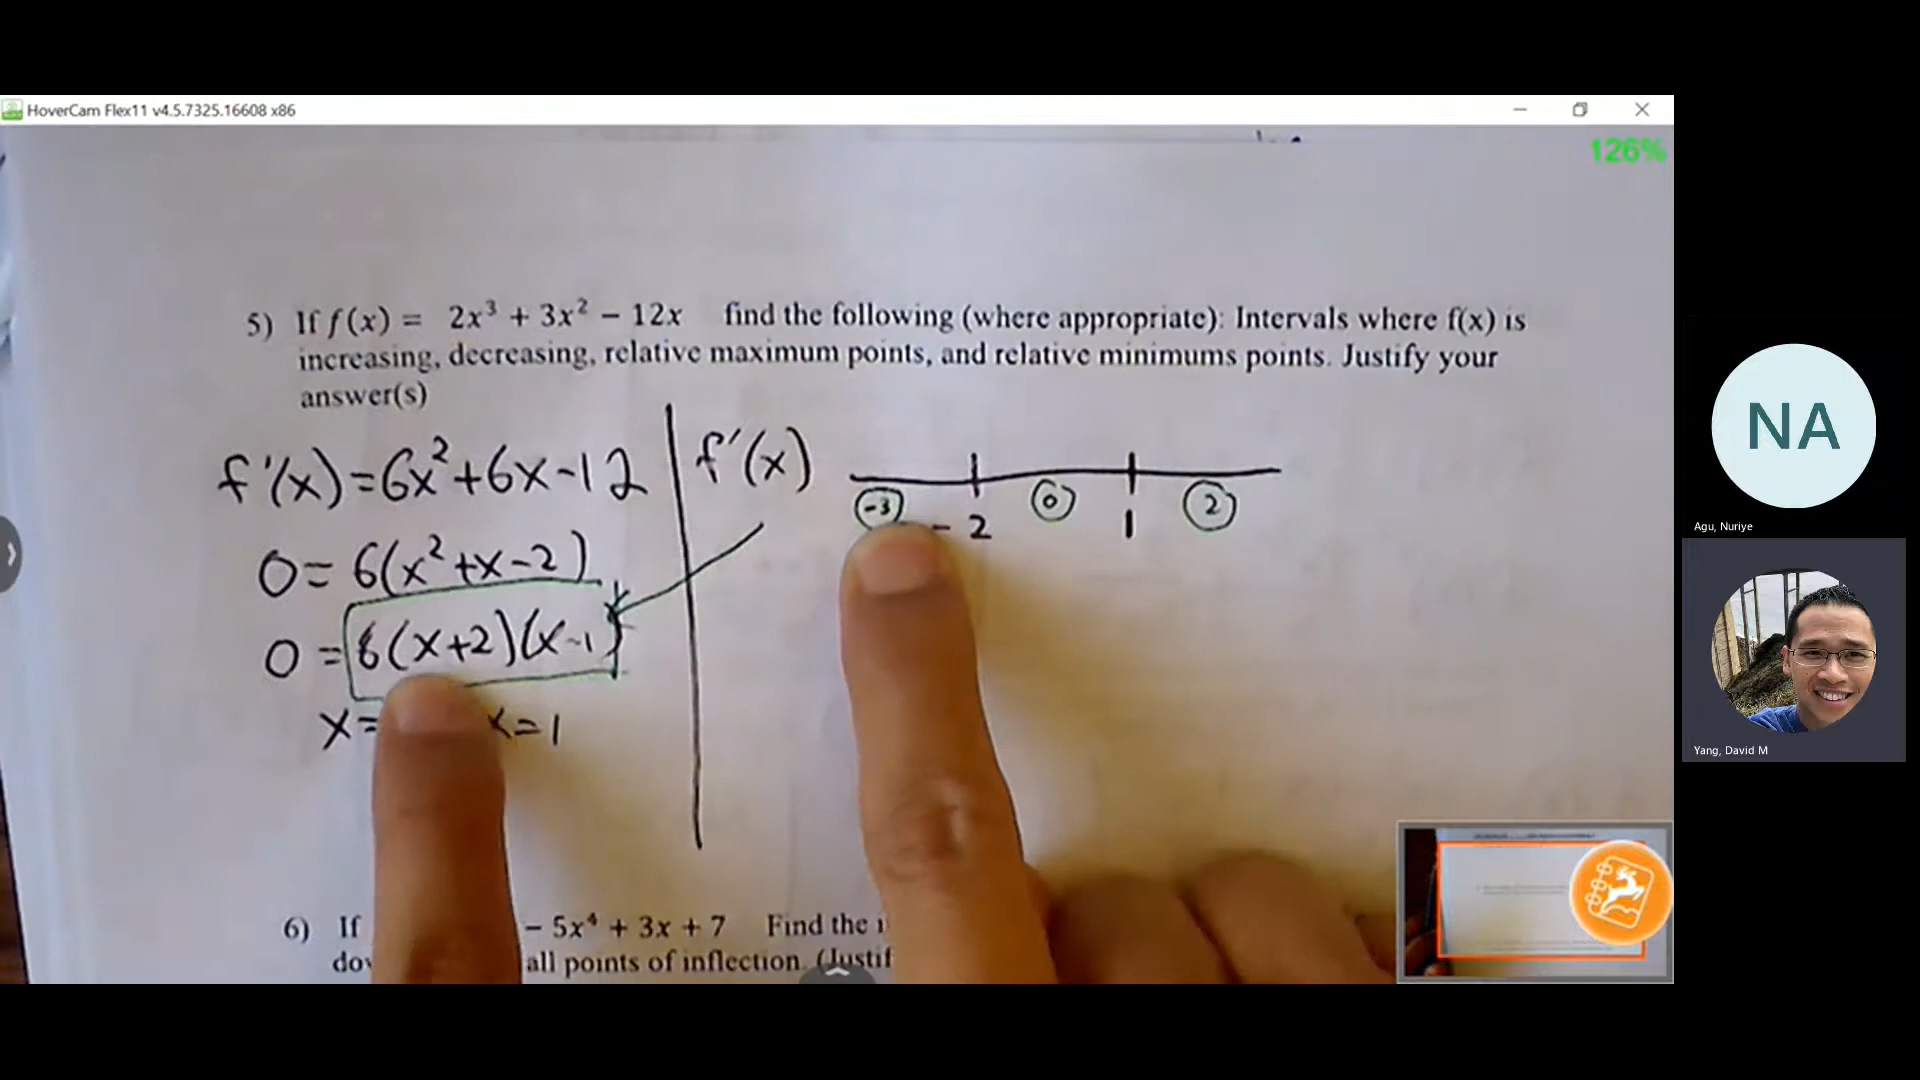 HoverCam Flex11 v4.5.7325.16608 x86
126%
5) If f(x) = 2x³ + 3x² − 12x find the following (where appropriate): Intervals where f(x) is
increasing, decreasing, relative maximum points, and relative minimums points. Justify your
answer(s)
f'(x)=6x²+6x-12
0=6(x²+x-2)
0=6(x+2)(x-1)
x= x=1
f'(x)
-3 0 2
-2 1
6) If − 5x⁴ + 3x + 7 Find the
all points of inflection.
NA
Agu, Nuriye
Yang, David M